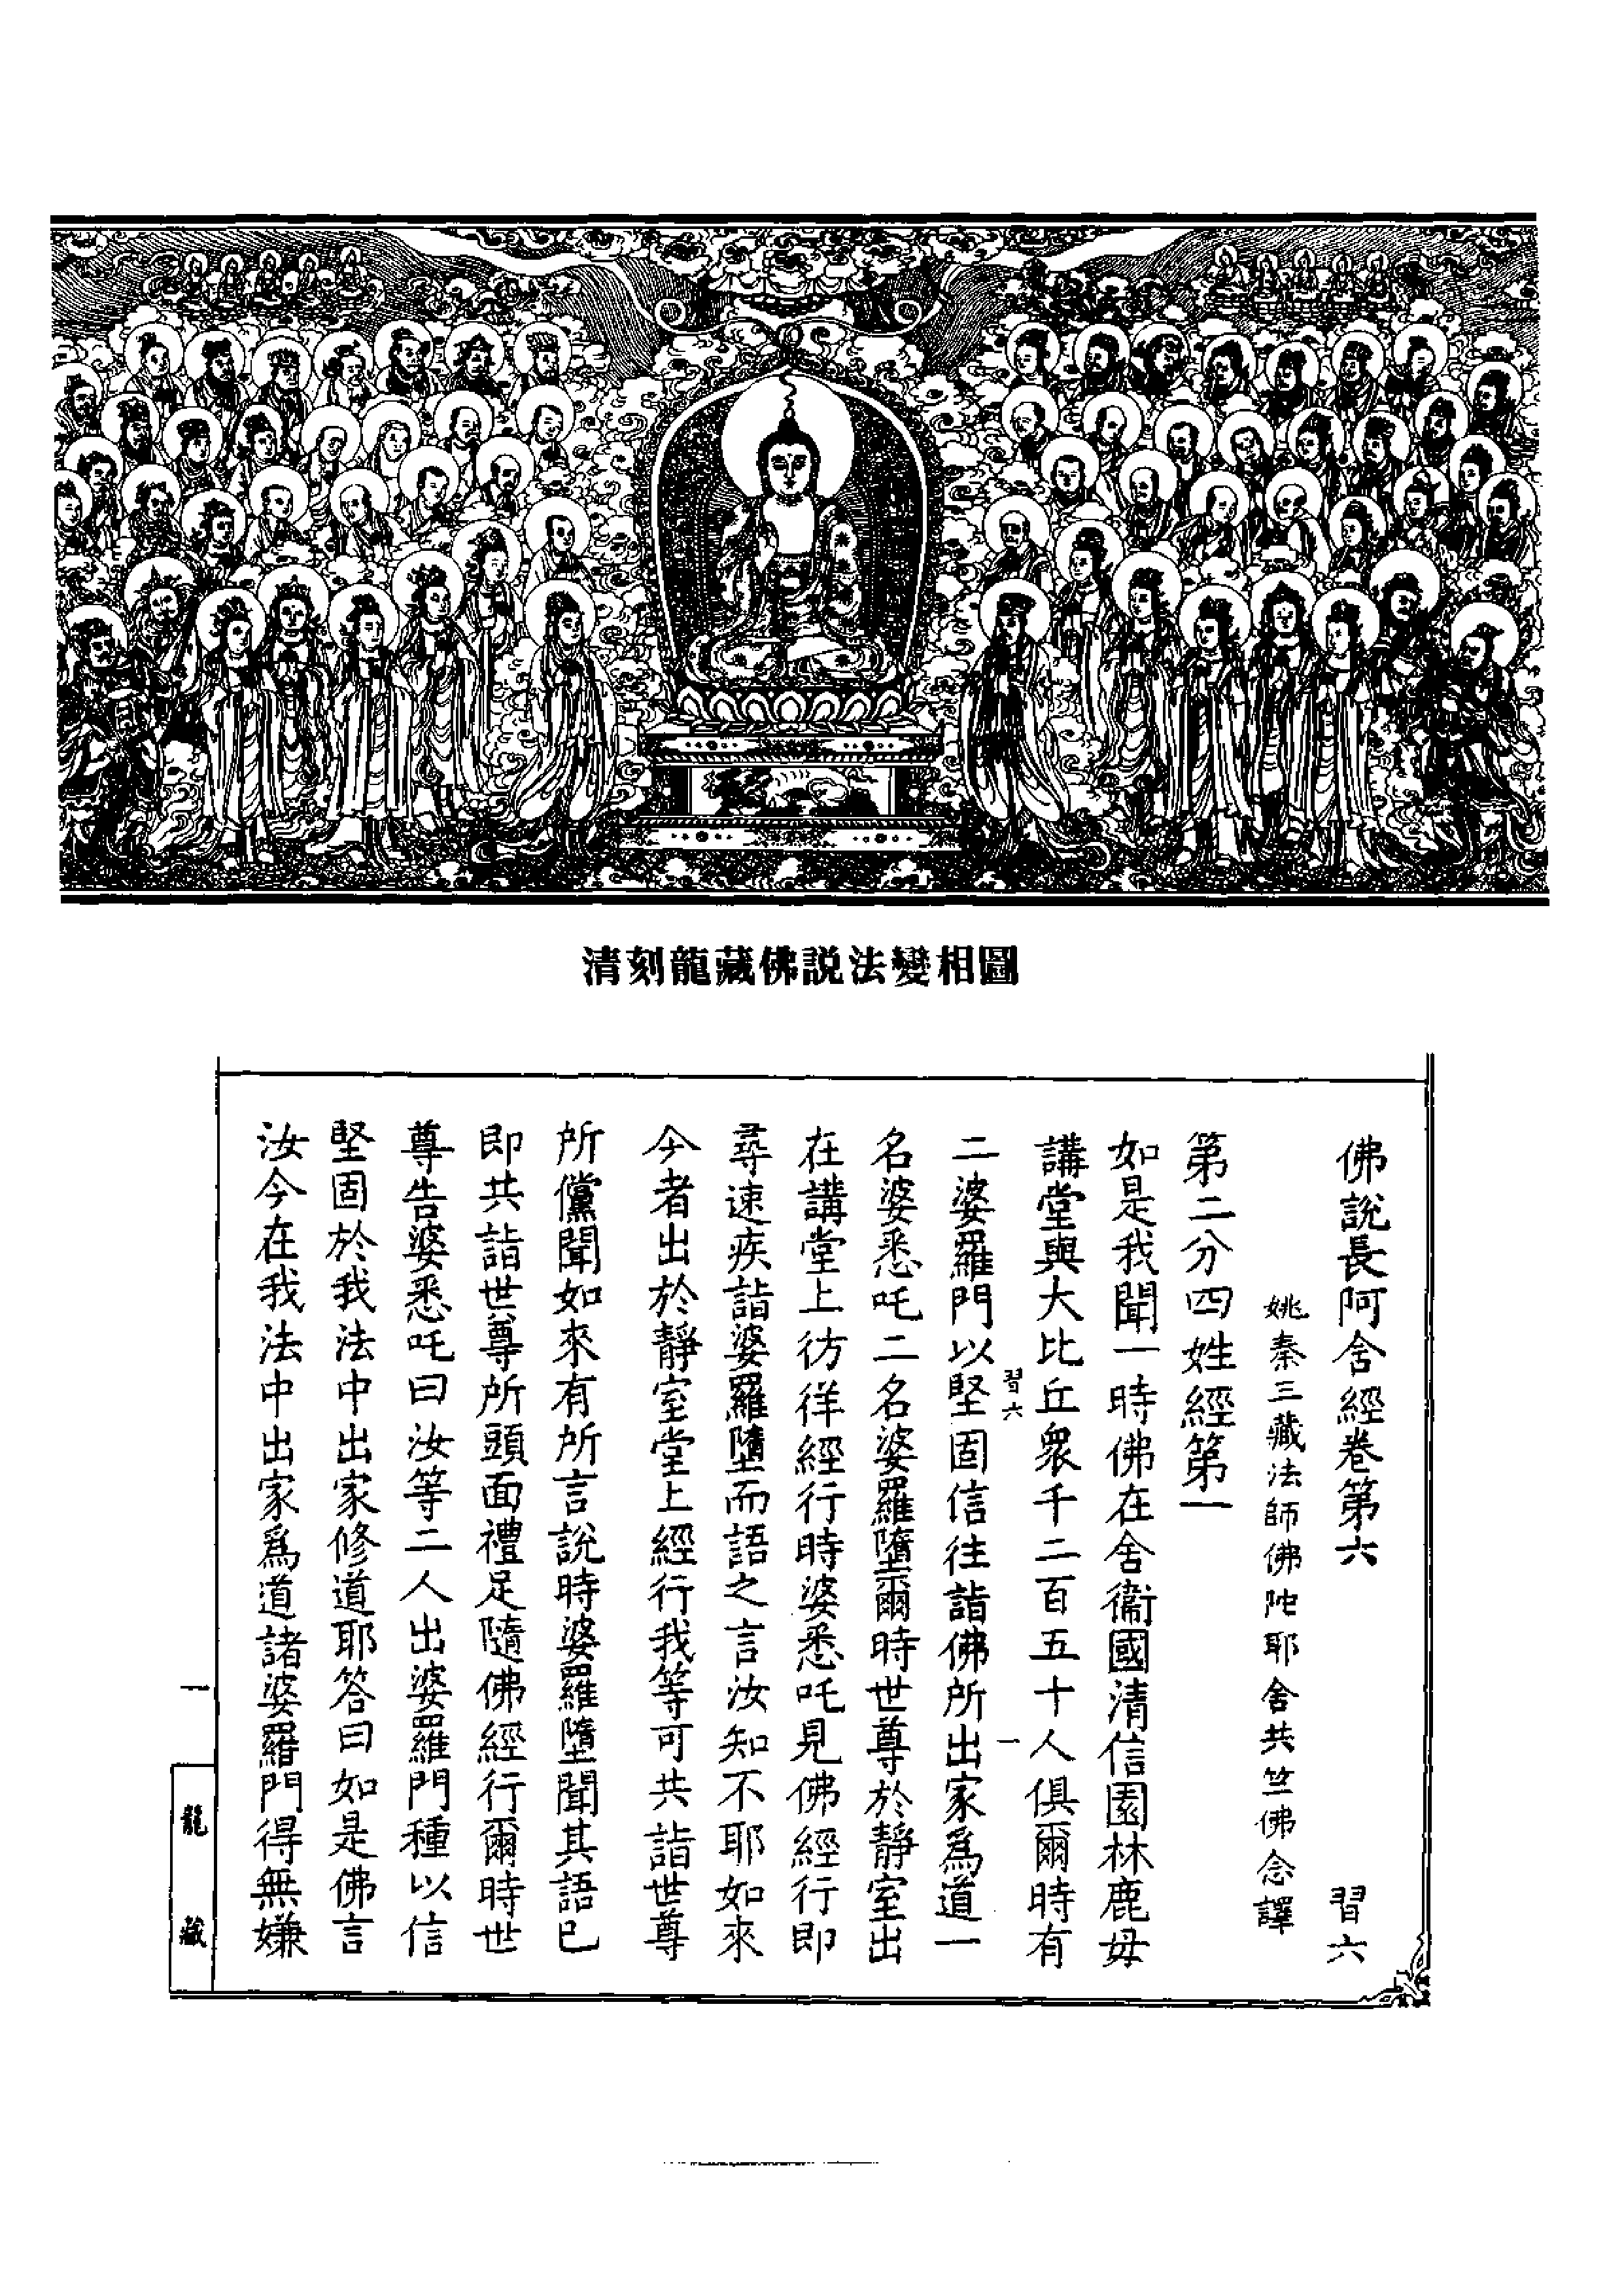 清刻龍藏佛説法變相圖
佛說長阿含經卷第六 習六
姚秦三藏法師佛陀耶舍共竺佛念譯
第二分四姓經第一
如是我聞一時佛在舍衞國清信園林鹿母
講堂與大比丘衆千二百五十人俱爾時有
習六 一
二婆羅門以堅固信往詣佛所出家爲道一
名婆悉吒二名婆羅墮爾時世尊於靜室出
在講堂上彷徉經行時婆悉吒見佛經行即
尋速疾詣婆羅墮而語之言汝知不耶如來
今者出於靜室堂上經行我等可共詣世尊
所儻聞如來有所言說時婆羅墮聞其語已
即共詣世尊所頭面禮足隨佛經行爾時世
尊告婆悉吒曰汝等二人出婆羅門種以信
堅固於我法中出家修道耶答曰如是佛言
汝今在我法中出家爲道諸婆羅門得無嫌
一
龍藏